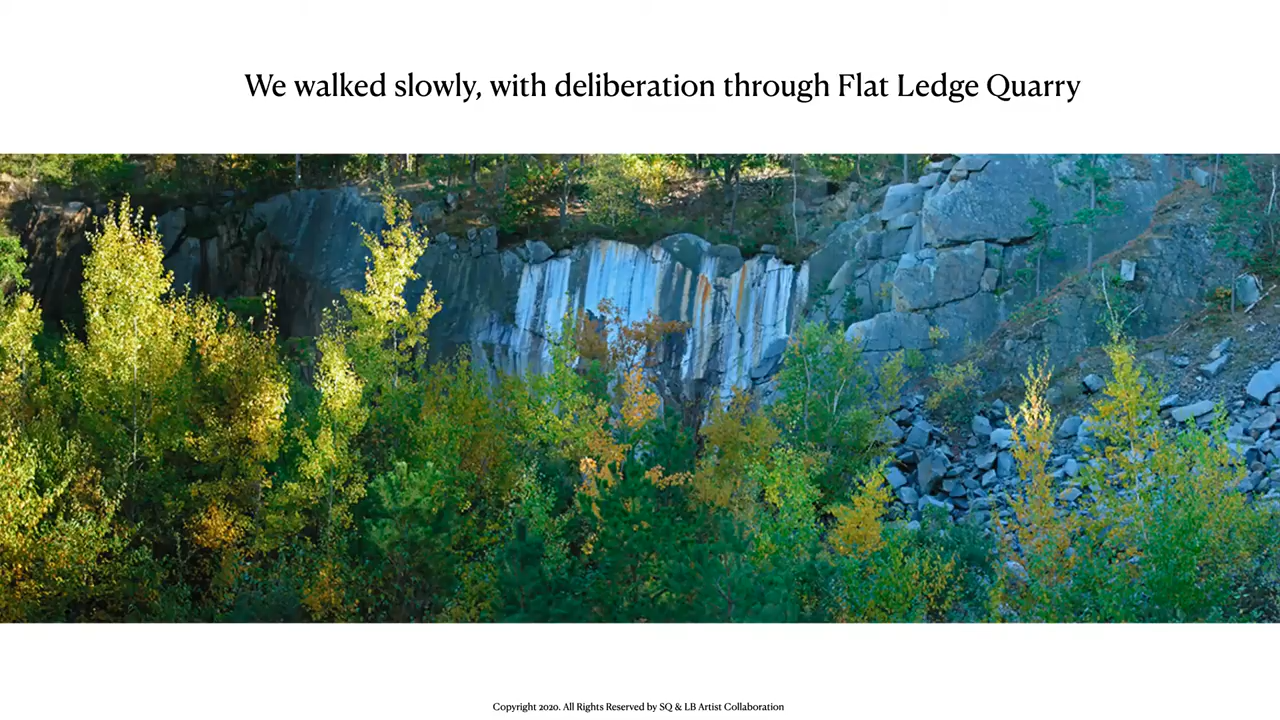 We walked slowly, with deliberation through Flat Ledge Quarry
Copyright 2020. All Rights Reserved by SQ & LB Artist Collaboration